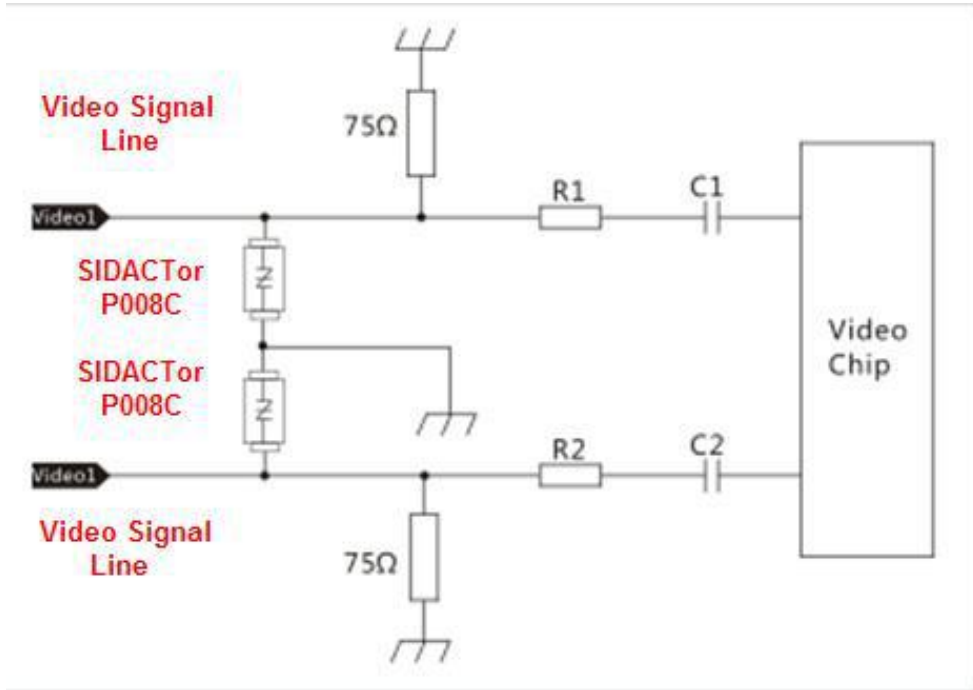 Video Signal
Line
75Ω
R1
C1
Video1
SIDACTor
P008C
Video
Chip
SIDACTor
P008C
R2
C2
Video1
Video Signal
Line
75Ω